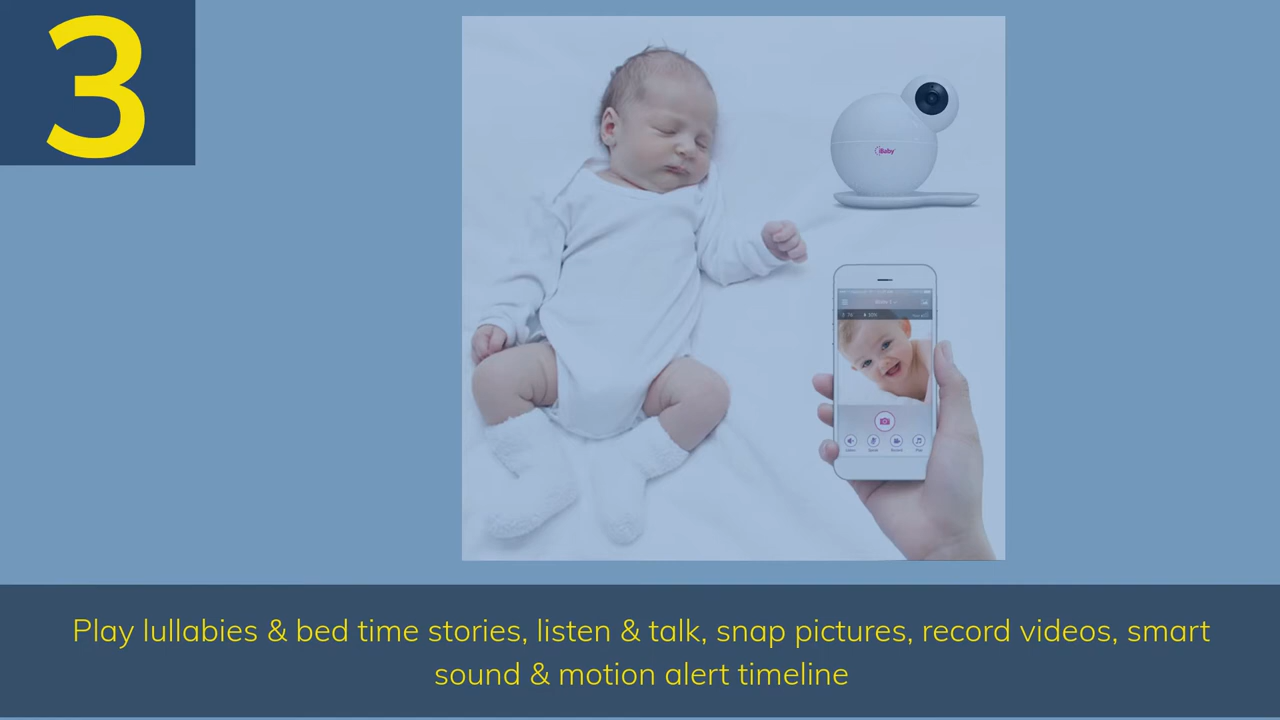 3
iBaby
Play lullabies & bed time stories, listen & talk, snap pictures, record videos, smart
sound & motion alert timeline